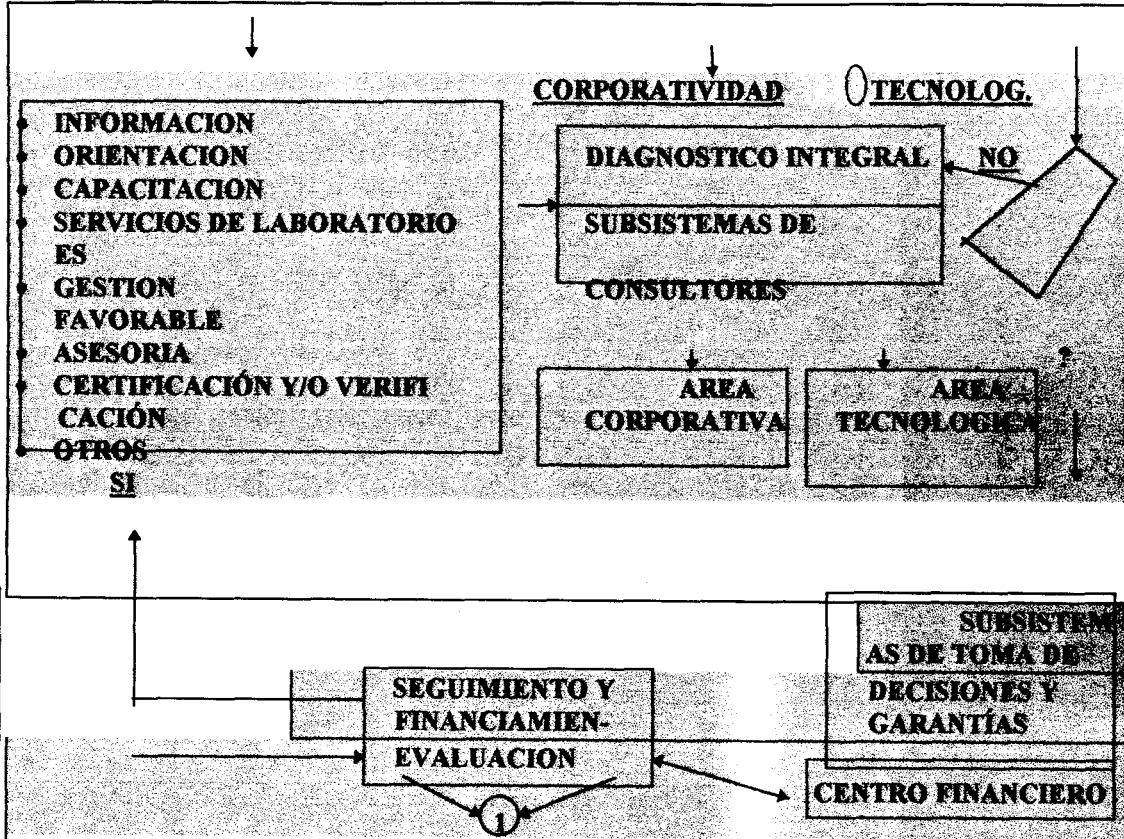 CORPORATIVIDAD TECNOLOG.
INFORMACION
ORIENTACION
CAPACITACION
SERVICIOS DE LABORATORIO
ES
GESTION
FAVORABLE
ASESORIA
CERTIFICACIÓN Y/O VERIFI
CACIÓN
OTROS
SI
DIAGNOSTICO INTEGRAL
SUBSISTEMAS DE
CONSULTORES
NO
?
AREA
CORPORATIVA
AREA
TECNOLOGICA
SUBSISTEM
AS DE TOMA DE
DECISIONES Y
GARANTÍAS
SEGUIMIENTO Y
FINANCIAMIEN-
EVALUACION
CENTRO FINANCIERO
1